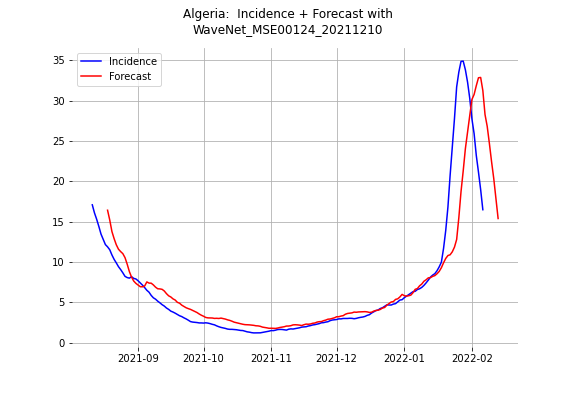 Algeria:  Incidence + Forecast with
WaveNet_MSE00124_20211210
Incidence
Forecast
35
30
25
20
15
10
5
0
2021-09 2021-10 2021-11 2021-12 2022-01 2022-02